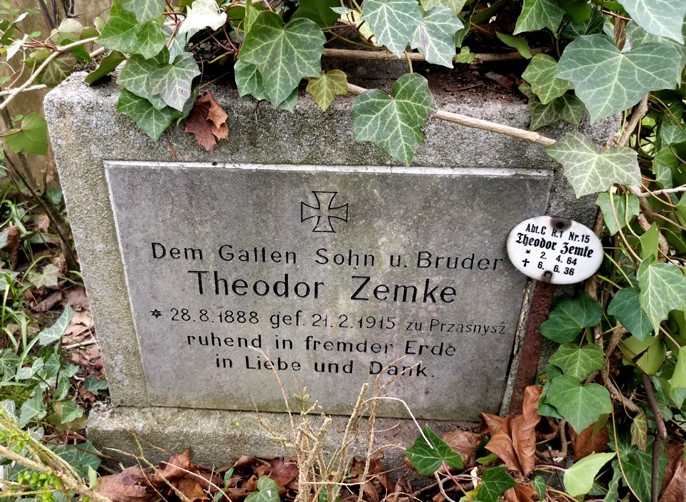 Dem Gatten Sohn u. Bruder
Theodor Zemke
* 28.8.1888 gef. 21.2.1915 zu Przasnysz
ruhend in fremder Erde
in Liebe und Dank.
Abt. C R.1 Nr. 15
Theodor Zemke
* 2. 4. 64
✝ 6. 6. 36